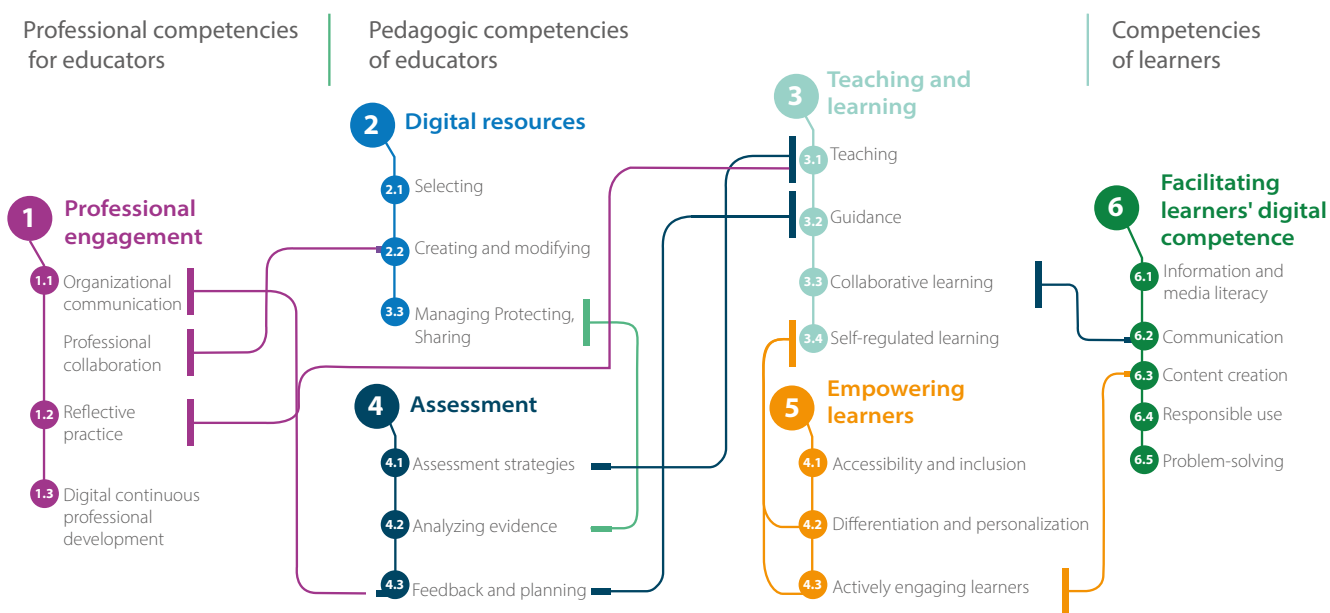 Professional competencies
for educators
Pedagogic competencies
of educators
Competencies
of learners
1
Professional
engagement
1.1
Organizational
communication
Professional
collaboration
1.2
Reflective
practice
1.3
Digital continuous
professional
development
2
Digital resources
2.1
Selecting
2.2
Creating and modifying
3.3
Managing Protecting,
Sharing
3
Teaching and
learning
3.1
Teaching
3.2
Guidance
3.3
Collaborative learning
3.4
Self-regulated learning
4
Assessment
4.1
Assessment strategies
4.2
Analyzing evidence
4.3
Feedback and planning
5
Empowering
learners
4.1
Accessibility and inclusion
4.2
Differentiation and personalization
4.3
Actively engaging learners
6
Facilitating
learners' digital
competence
6.1
Information and
media literacy
6.2
Communication
6.3
Content creation
6.4
Responsible use
6.5
Problem-solving